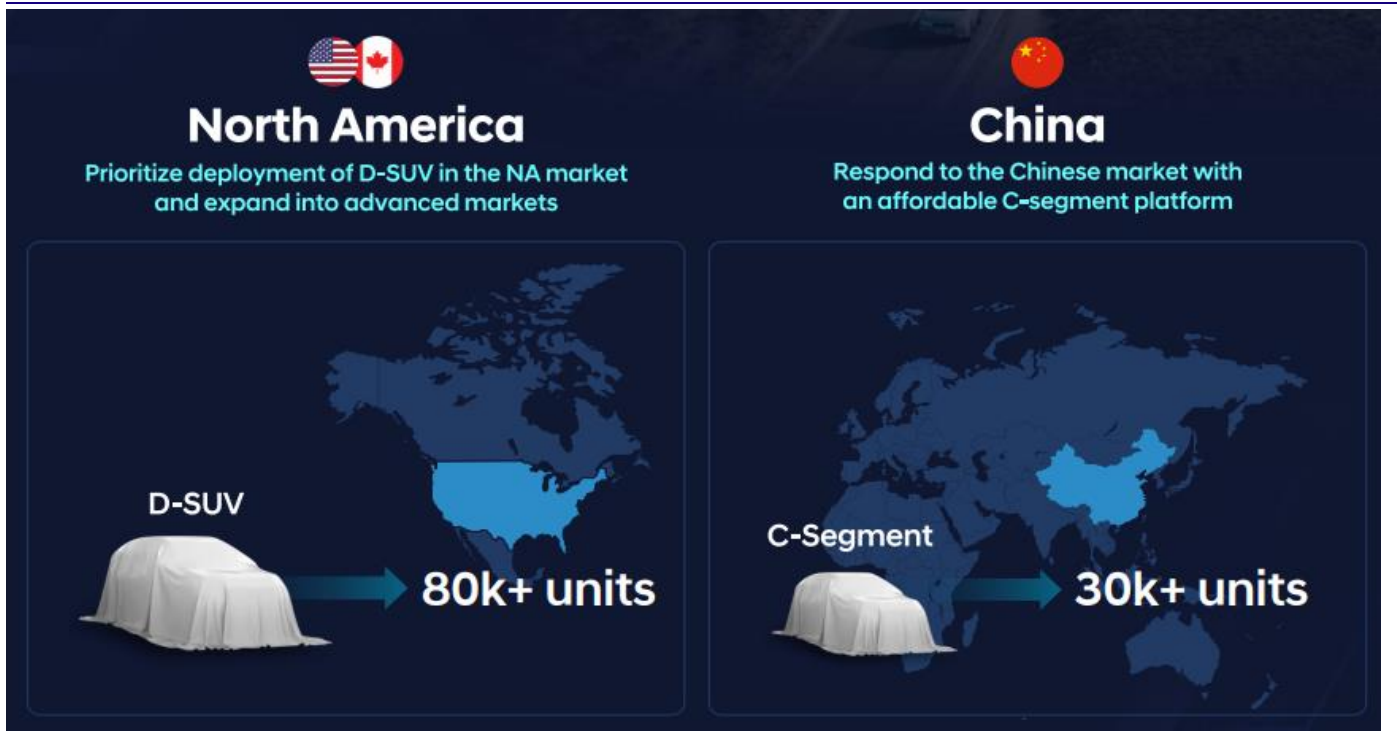 North America
Prioritize deployment of D-SUV in the NA market
and expand into advanced markets
D-SUV
80k+ units
China
Respond to the Chinese market with
an affordable C-segment platform
C-Segment
30k+ units